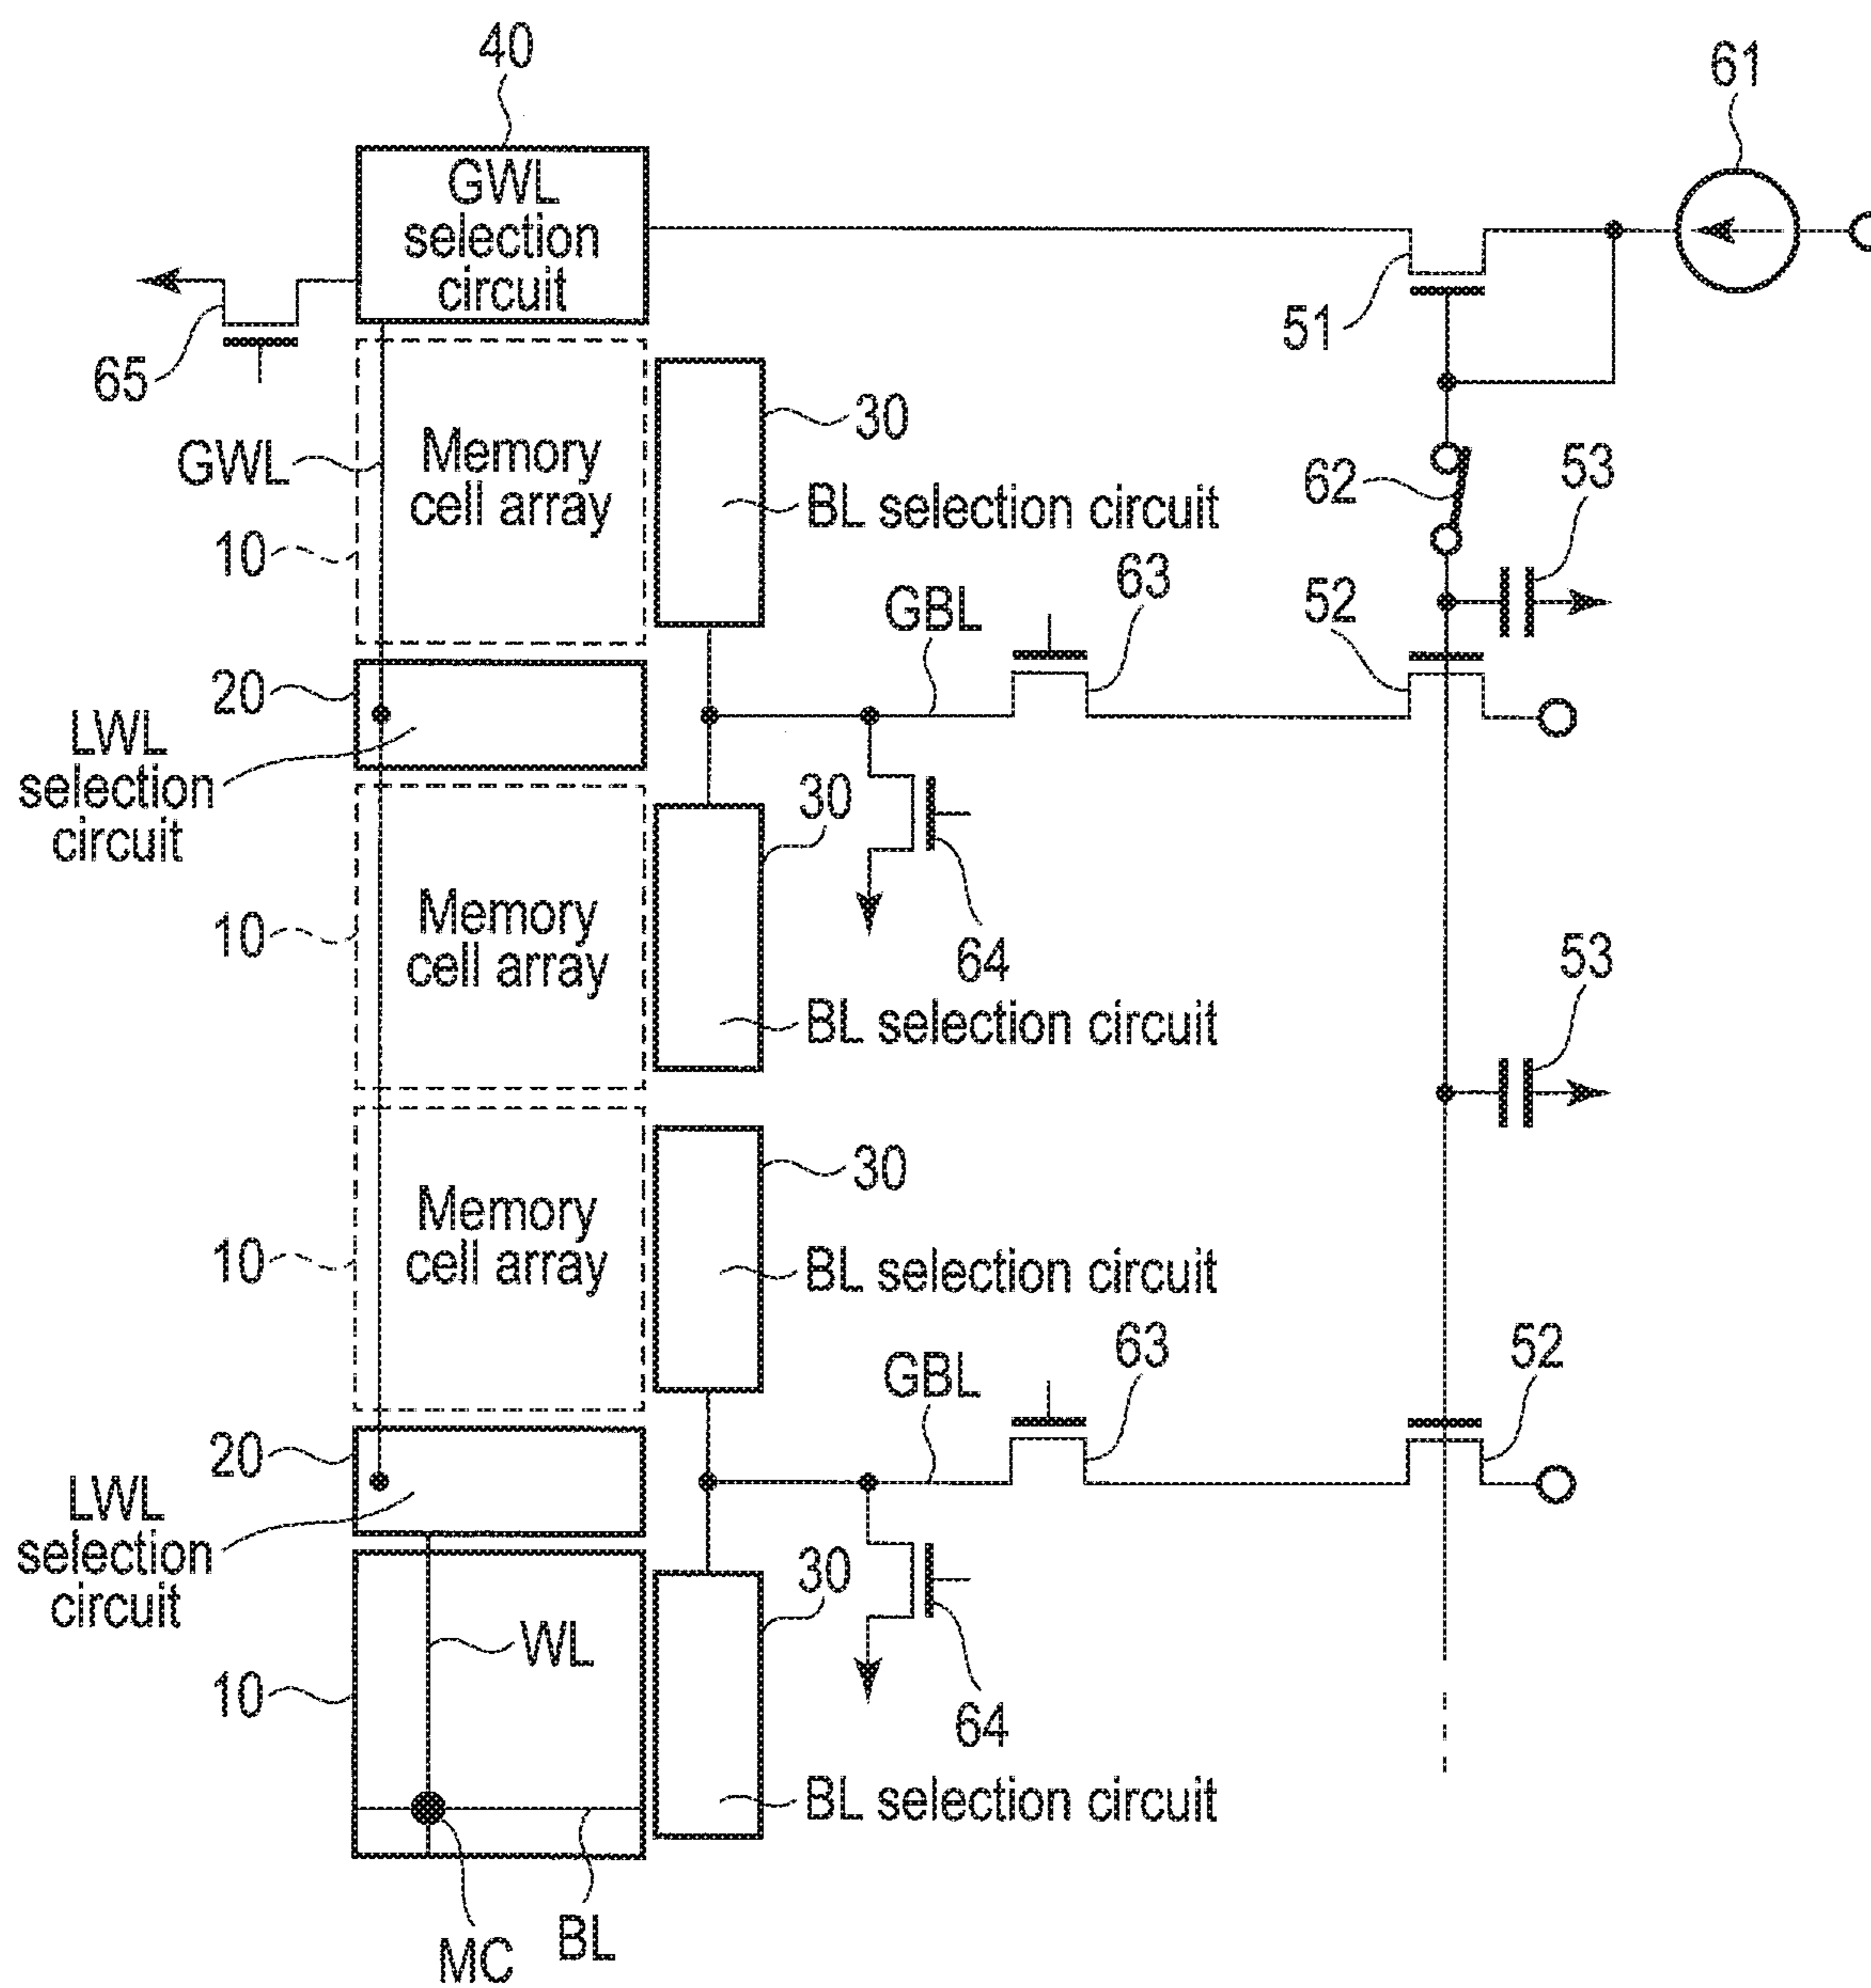 40
61
GWL
selection
circuit
51
65
30
GWL
Memory
cell array
62
53
BL selection circuit
10
63
52
GBL
20
LWL
selection
circuit
30
10
Memory
cell array
64
53
BL selection circuit
30
Memory
cell array
10
BL selection circuit
63
52
GBL
20
LWL
selection
circuit
30
WL
10
64
BL selection circuit
BL
MC